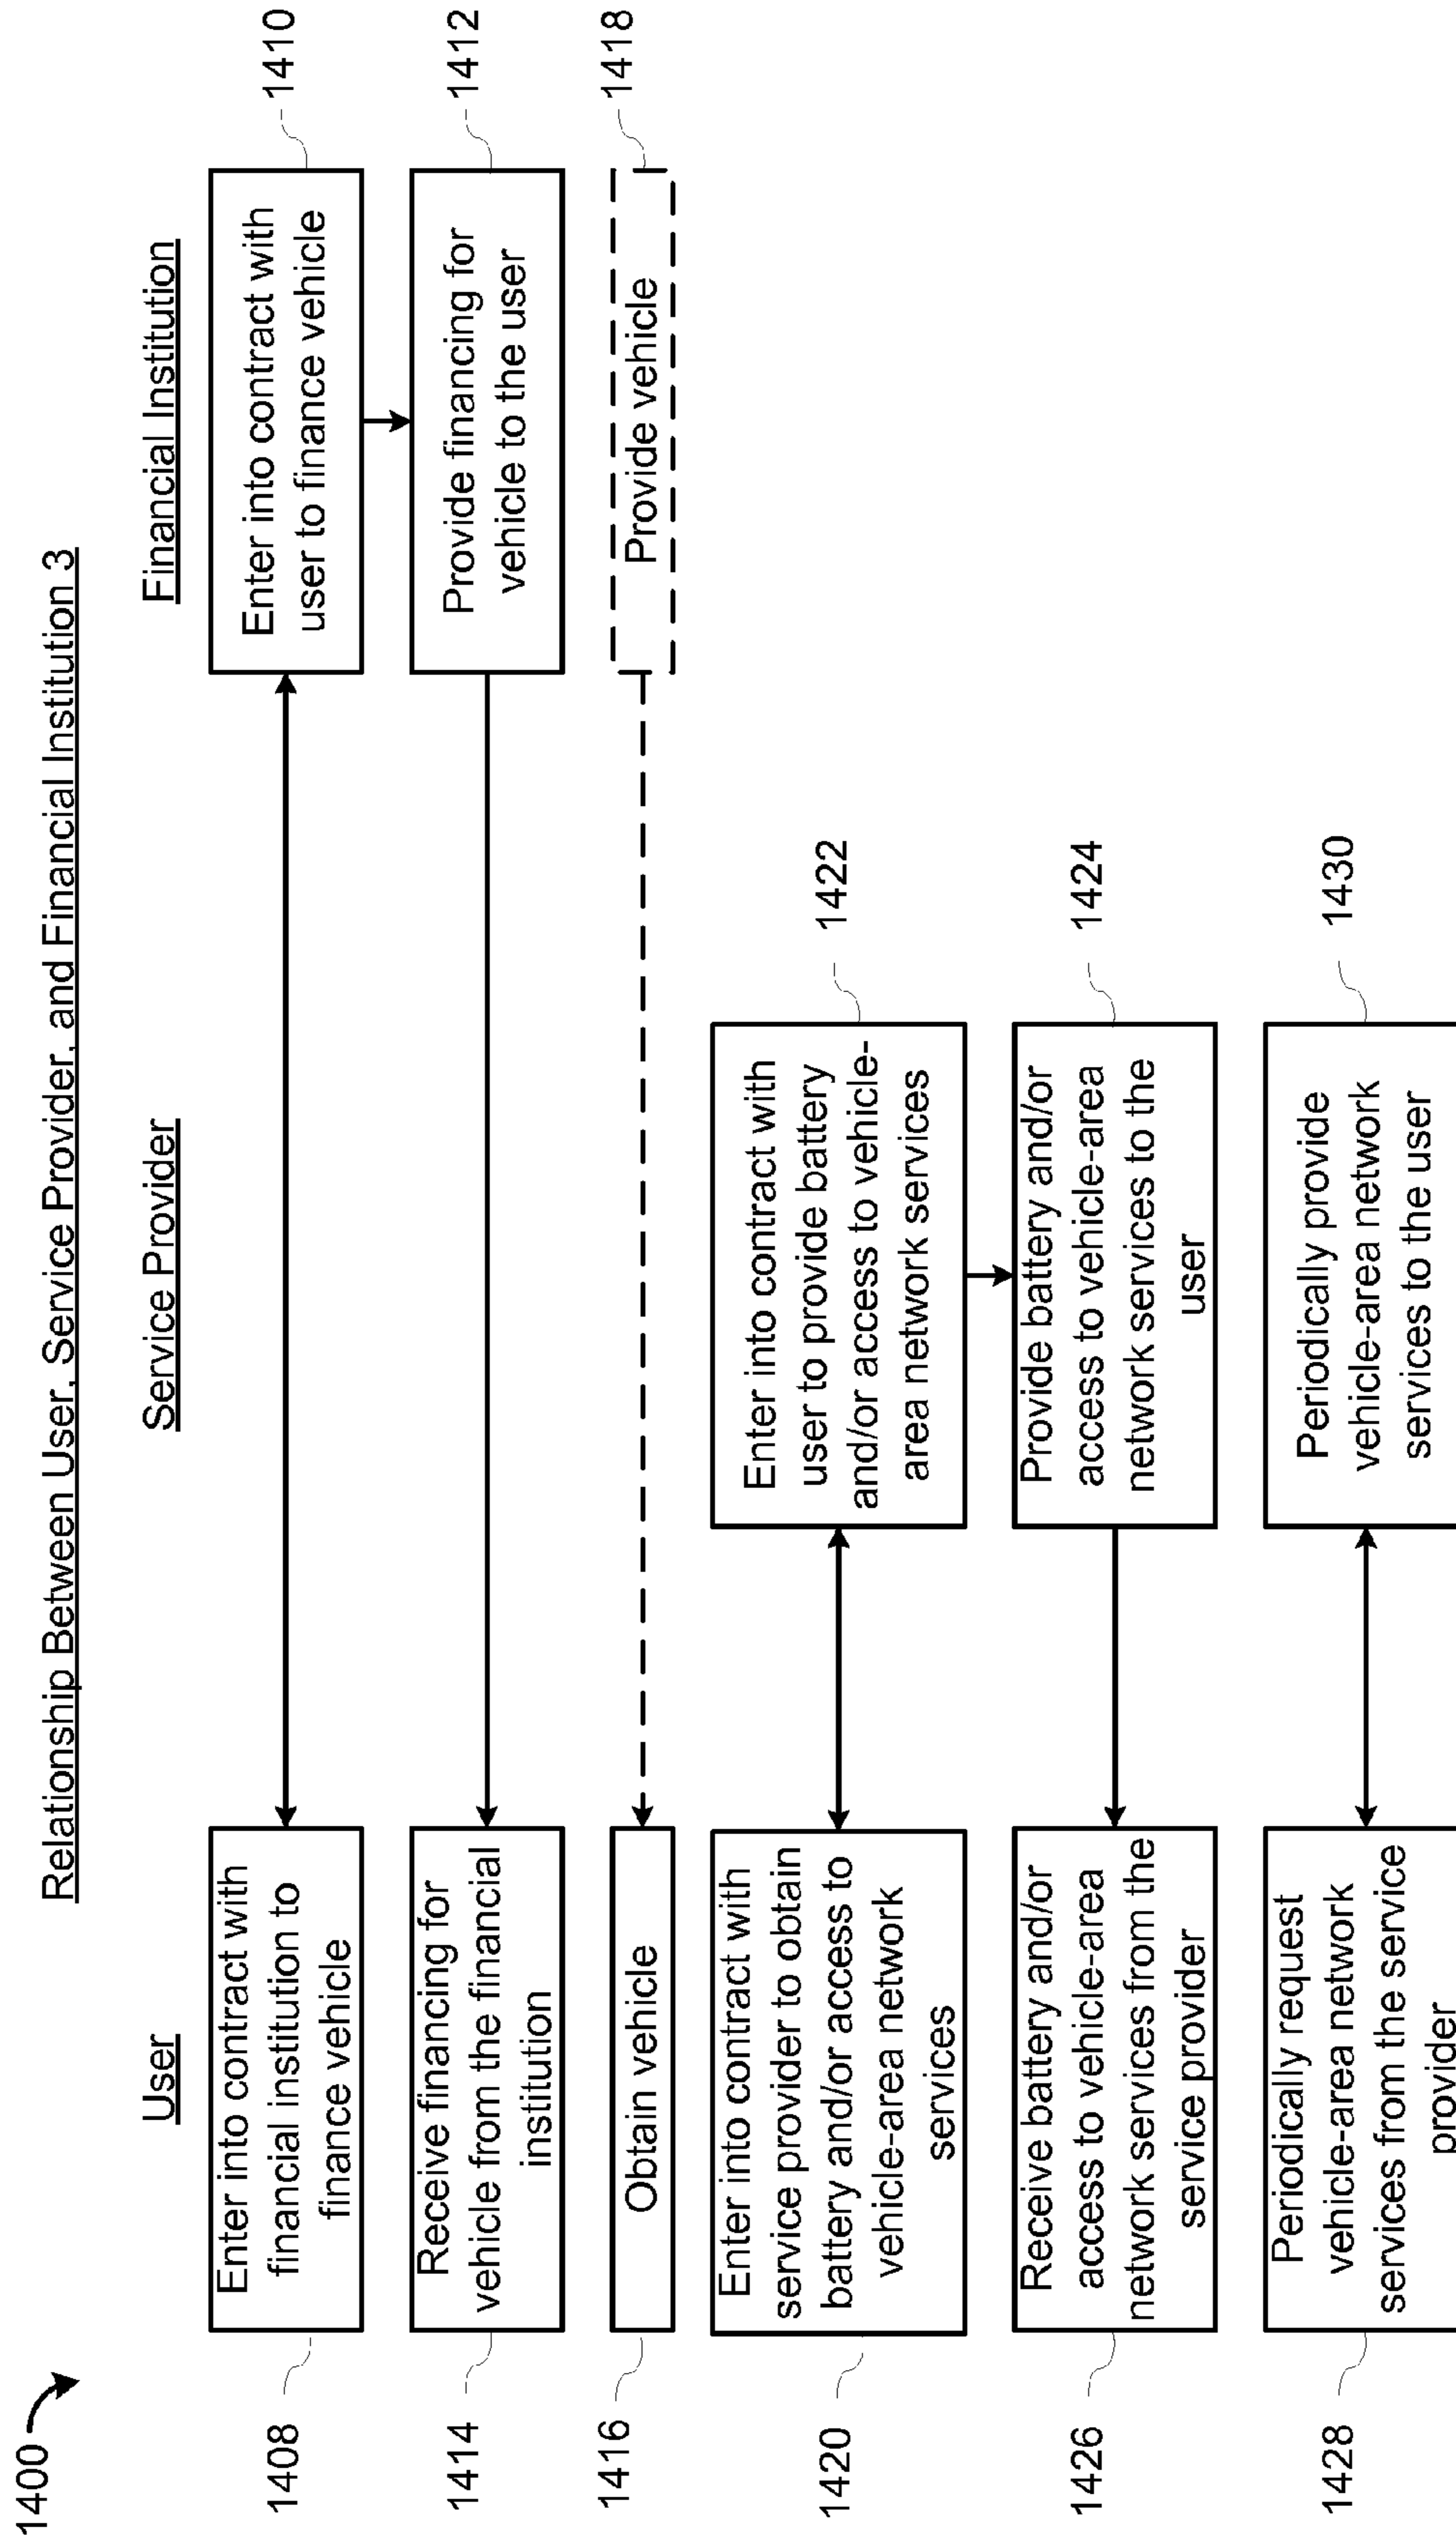 1400
Relationship Between User, Service Provider, and Financial Institution 3
User
Service Provider
Financial Institution
1408
Enter into contract with
financial institution to
finance vehicle
Enter into contract with
user to finance vehicle
1410
1414
Receive financing for
vehicle from the financial
institution
Provide financing for
vehicle to the user
1412
1416
Obtain vehicle
Provide vehicle
1418
1420
Enter into contract with
service provider to obtain
battery and/or access to
vehicle-area network
services
Enter into contract with
user to provide battery
and/or access to vehicle-
area network services
1422
1426
Receive battery and/or
access to vehicle-area
network services from the
service provider
Provide battery and/or
access to vehicle-area
network services to the
user
1424
1428
Periodically request
vehicle-area network
services from the service
provider
Periodically provide
vehicle-area network
services to the user
1430